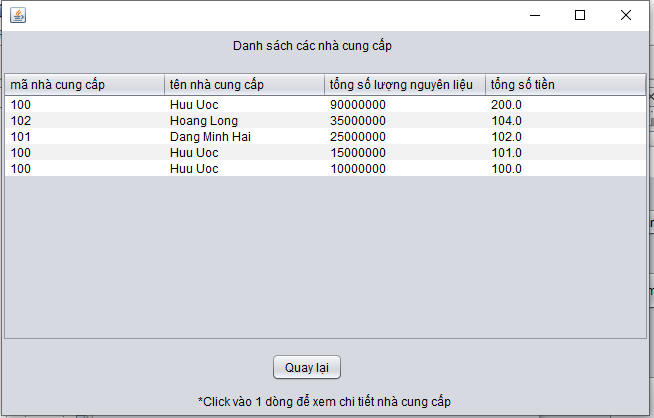 Danh sách các nhà cung cấp
mã nhà cung cấp tên nhà cung cấp tổng số lượng nguyên liệu tổng số tiền
100 Huu Uoc 90000000 200.0
102 Hoang Long 35000000 104.0
101 Dang Minh Hai 25000000 102.0
100 Huu Uoc 15000000 101.0
100 Huu Uoc 10000000 100.0
Quay lại
*Click vào 1 dòng để xem chi tiết nhà cung cấp